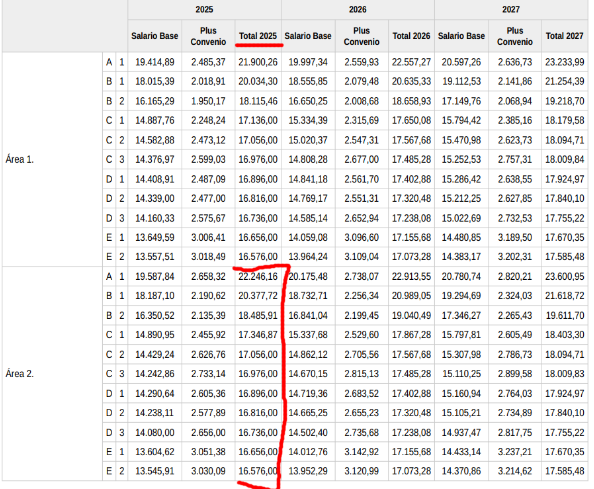 2025 2026 2027
Salario Base Plus Convenio Total 2025 Salario Base Plus Convenio Total 2026 Salario Base Plus Convenio Total 2027
Área 1.
A 1 19.414,89 2.485,37 21.900,26 19.997,34 2.559,93 22.557,27 20.597,26 2.636,73 23.233,99
B 1 18.015,39 2.018,91 20.034,30 18.555,85 2.079,48 20.635,33 19.112,53 2.141,86 21.254,39
B 2 16.165,29 1.950,17 18.115,46 16.650,25 2.008,68 18.658,93 17.149,76 2.068,94 19.218,70
C 1 14.887,76 2.248,24 17.136,00 15.334,39 2.315,69 17.650,08 15.794,42 2.385,16 18.179,58
C 2 14.582,88 2.473,12 17.056,00 15.020,37 2.547,31 17.567,68 15.470,98 2.623,73 18.094,71
C 3 14.376,97 2.599,03 16.976,00 14.808,28 2.677,00 17.485,28 15.252,53 2.757,31 18.009,84
D 1 14.408,91 2.487,09 16.896,00 14.841,18 2.561,70 17.402,88 15.286,42 2.638,55 17.924,97
D 2 14.339,00 2.477,00 16.816,00 14.769,17 2.551,31 17.320,48 15.212,25 2.627,85 17.840,10
D 3 14.160,33 2.575,67 16.736,00 14.585,14 2.652,94 17.238,08 15.022,69 2.732,53 17.755,22
E 1 13.649,59 3.006,41 16.656,00 14.059,08 3.096,60 17.155,68 14.480,85 3.189,50 17.670,35
E 2 13.557,51 3.018,49 16.576,00 13.964,24 3.109,04 17.073,28 14.383,17 3.202,31 17.585,48
Área 2.
A 1 19.587,84 2.658,32 22.246,16 20.175,48 2.738,07 22.913,55 20.780,74 2.820,21 23.600,95
B 1 18.187,10 2.190,62 20.377,72 18.732,71 2.256,34 20.989,05 19.294,69 2.324,03 21.618,72
B 2 16.350,52 2.135,39 18.485,91 16.841,04 2.199,45 19.040,49 17.346,27 2.265,43 19.611,70
C 1 14.890,95 2.455,92 17.346,87 15.337,68 2.529,60 17.867,28 15.797,81 2.605,49 18.403,30
C 2 14.429,24 2.626,76 17.056,00 14.862,12 2.705,56 17.567,68 15.307,98 2.786,73 18.094,71
C 3 14.242,86 2.733,14 16.976,00 14.670,15 2.815,13 17.485,28 15.110,25 2.899,58 18.009,83
D 1 14.290,64 2.605,36 16.896,00 14.719,36 2.683,52 17.402,88 15.160,94 2.764,03 17.924,97
D 2 14.238,11 2.577,89 16.816,00 14.665,25 2.655,23 17.320,48 15.105,21 2.734,89 17.840,10
D 3 14.080,00 2.656,00 16.736,00 14.502,40 2.735,68 17.238,08 14.937,47 2.817,75 17.755,22
E 1 13.604,62 3.051,38 16.656,00 14.012,76 3.142,92 17.155,68 14.433,14 3.237,21 17.670,35
E 2 13.545,91 3.030,09 16.576,00 13.952,29 3.120,99 17.073,28 14.370,86 3.214,62 17.585,48